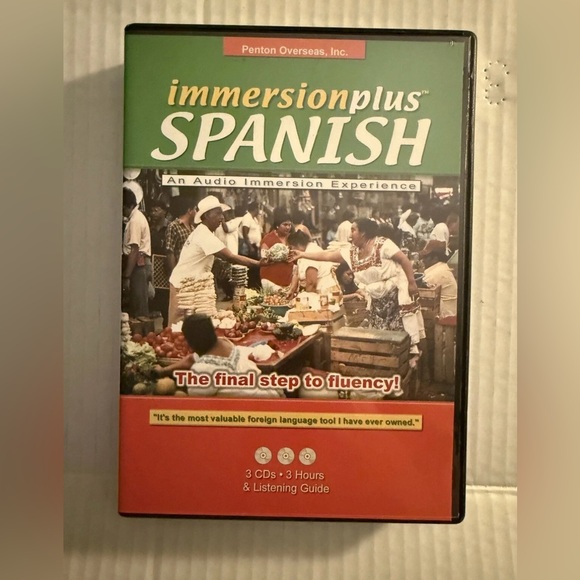 Penton Overseas, Inc.
immersionplus™
SPANISH
An Audio Immersion Experience
The final step to fluency!
"It's the most valuable foreign language tool I have ever owned."
3 CDs • 3 Hours
& Listening Guide